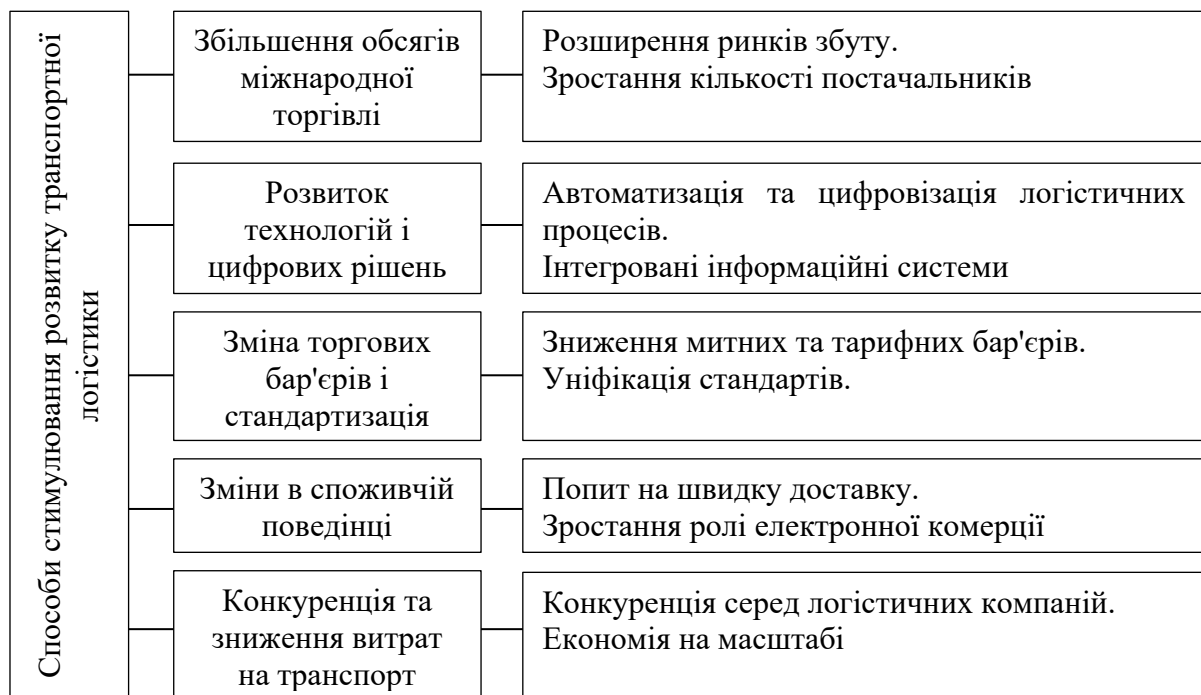 Способи стимулювання розвитку транспортної
логістики
Збільшення обсягів
міжнародної
торгівлі
Розширення ринків збуту.
Зростання кількості постачальників
Розвиток
технологій і
цифрових рішень
Автоматизація та цифровізація логістичних
процесів.
Інтегровані інформаційні системи
Зміна торгових
бар'єрів і
стандартизація
Зниження митних та тарифних бар'єрів.
Уніфікація стандартів.
Зміни в споживчій
поведінці
Попит на швидку доставку.
Зростання ролі електронної комерції
Конкуренція та
зниження витрат
на транспорт
Конкуренція серед логістичних компаній.
Економія на масштабі